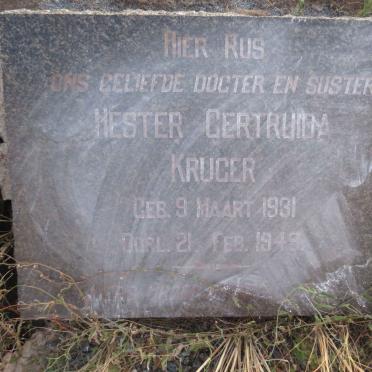 HIER RUS
ONS GELIEFDE DOGTER EN SUSTER
HESTER GERTRUIDA
KRUGER
GEB. 9 MAART 1931
OORL. 21 FEB. 1949